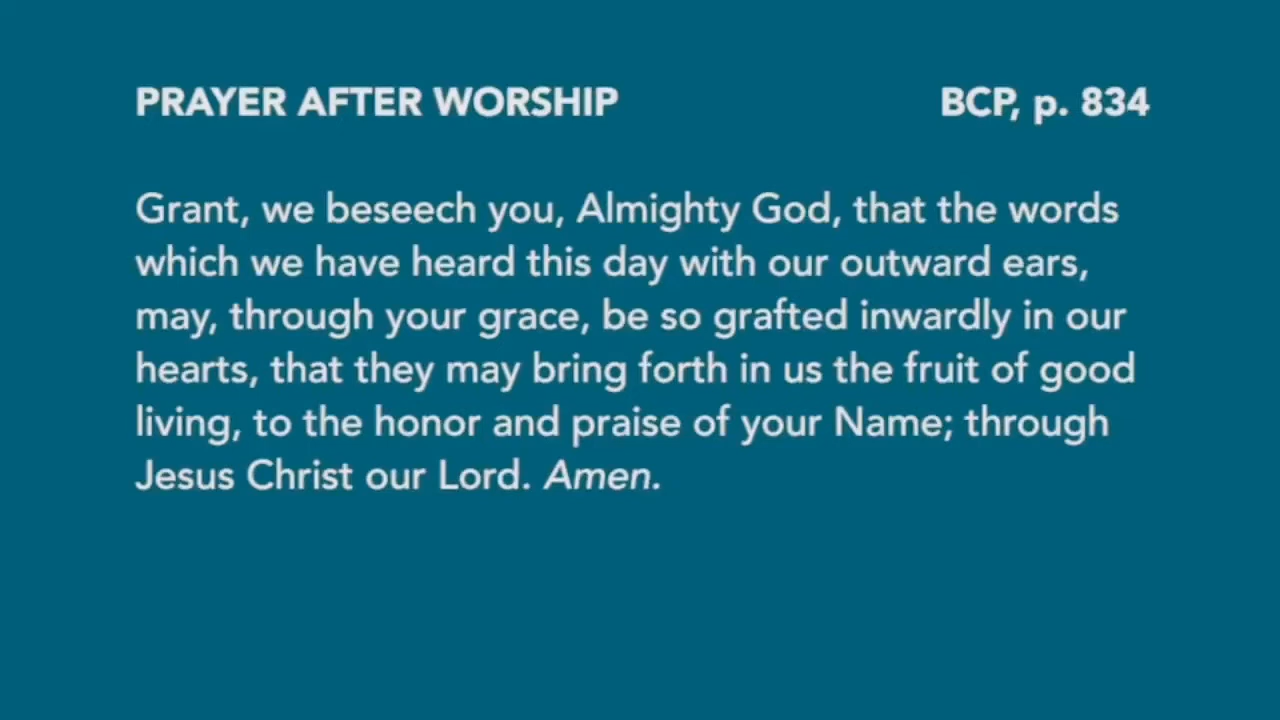 PRAYER AFTER WORSHIP BCP, p. 834
Grant, we beseech you, Almighty God, that the words
which we have heard this day with our outward ears,
may, through your grace, be so grafted inwardly in our
hearts, that they may bring forth in us the fruit of good
living, to the honor and praise of your Name; through
Jesus Christ our Lord. Amen.